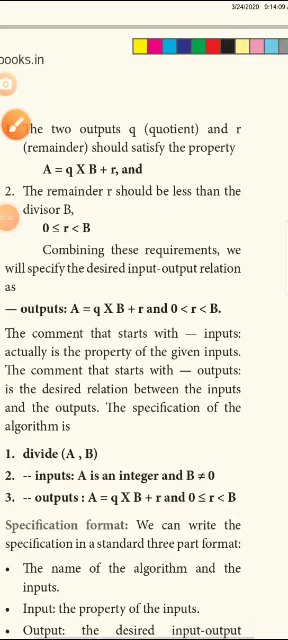 3/24/2020 9:14:09
books.in
The two outputs q (quotient) and r
(remainder) should satisfy the property
A = q X B + r, and
2. The remainder r should be less than the
divisor B,
0 ≤ r < B
Combining these requirements, we
will specify the desired input-output relation
as
— outputs: A = q X B + r and 0 < r < B.
The comment that starts with — inputs:
actually is the property of the given inputs.
The comment that starts with — outputs:
is the desired relation between the inputs
and the outputs. The specification of the
algorithm is
1. divide (A , B)
2. -- inputs: A is an integer and B ≠ 0
3. -- outputs : A = q X B + r and 0 ≤ r < B
Specification format: We can write the
specification in a standard three part format:
• The name of the algorithm and the
inputs.
• Input: the property of the inputs.
• Output: the desired input-output